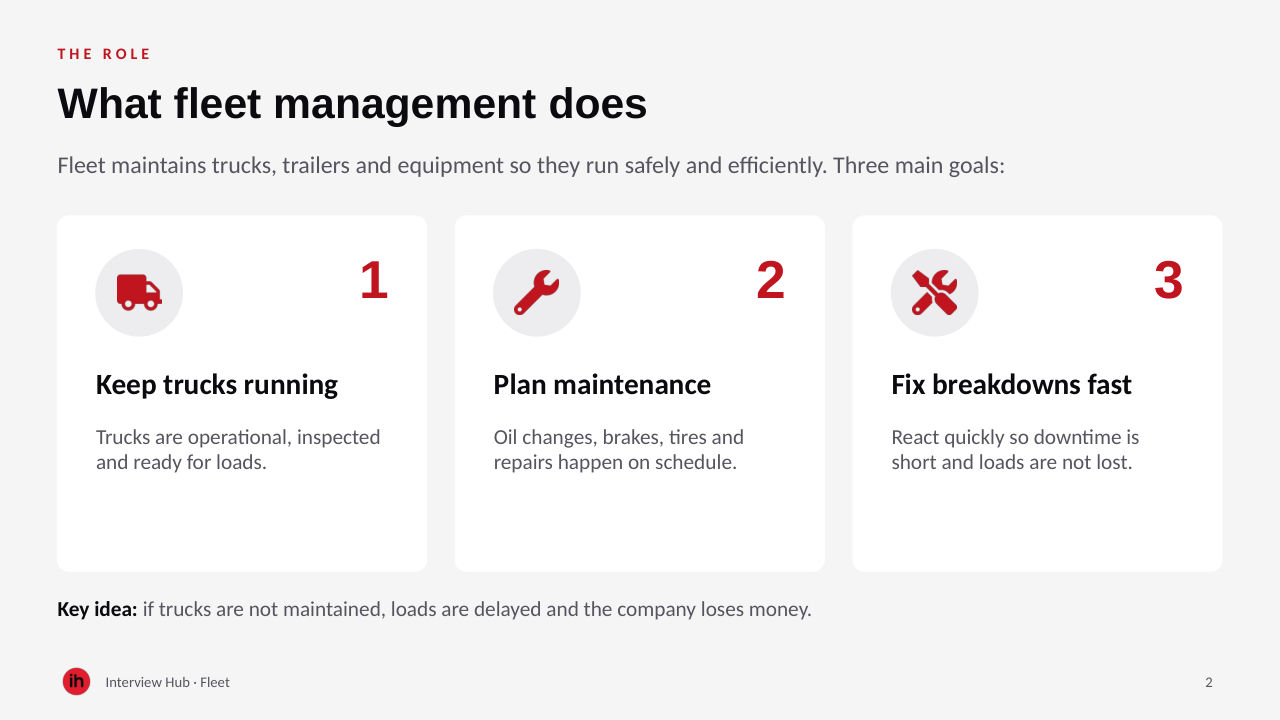 THE ROLE
What fleet management does
Fleet maintains trucks, trailers and equipment so they run safely and efficiently. Three main goals:
1
Keep trucks running
Trucks are operational, inspected
and ready for loads.
2
Plan maintenance
Oil changes, brakes, tires and
repairs happen on schedule.
3
Fix breakdowns fast
React quickly so downtime is
short and loads are not lost.
Key idea: if trucks are not maintained, loads are delayed and the company loses money.
ih
Interview Hub · Fleet
2